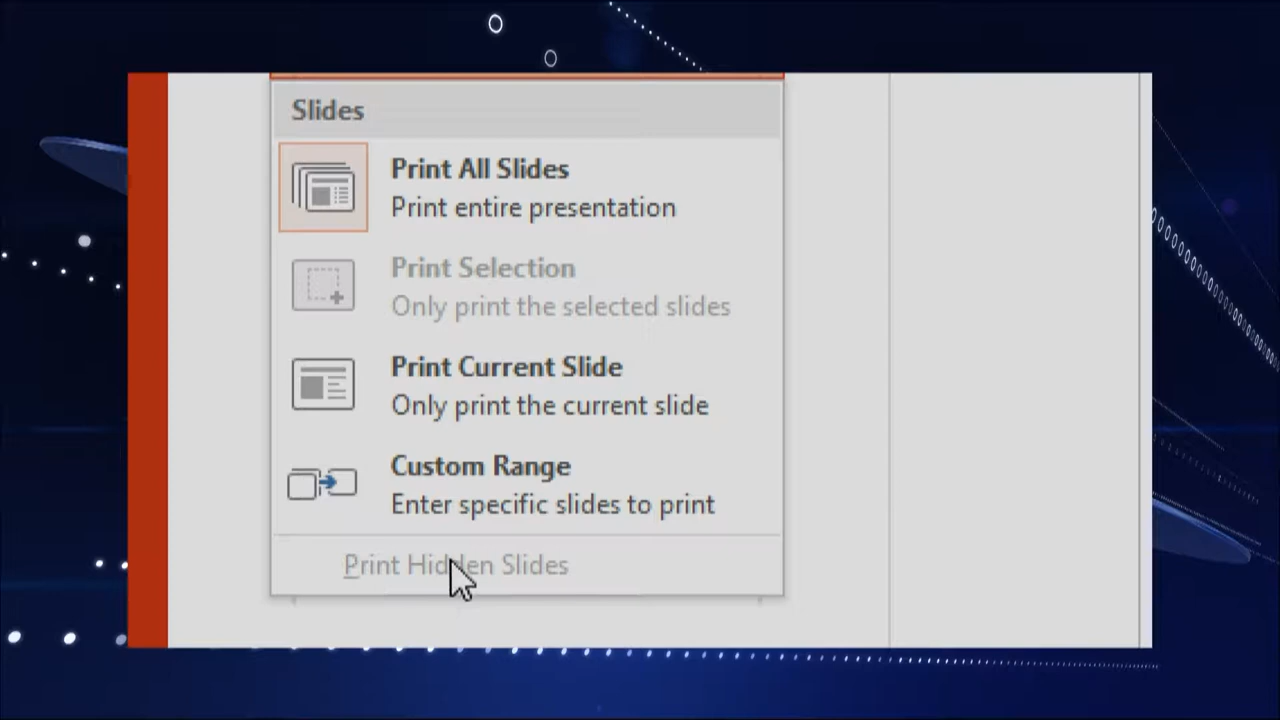 Slides
Print All Slides
Print entire presentation
Print Selection
Only print the selected slides
Print Current Slide
Only print the current slide
Custom Range
Enter specific slides to print
Print Hidden Slides